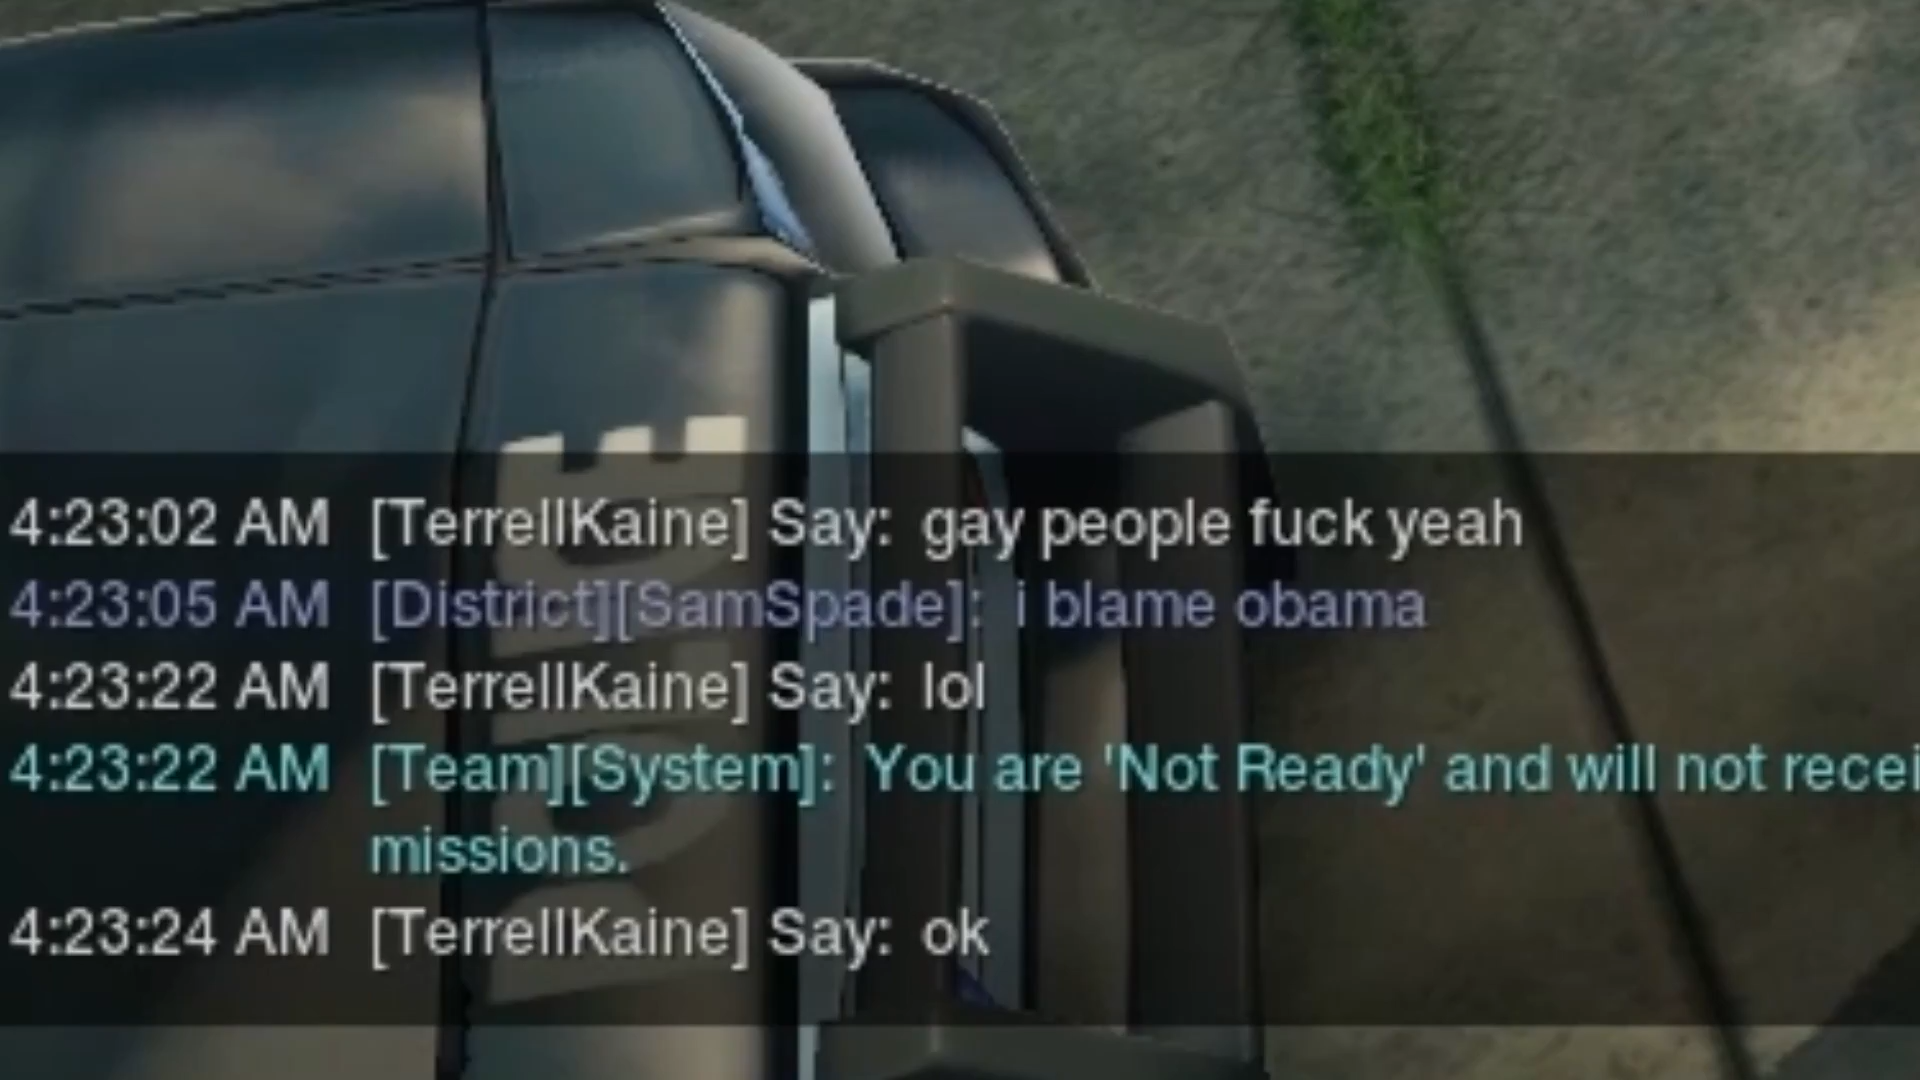 4:23:02 AM [TerrellKaine] Say: gay people fuck yeah
4:23:05 AM [District][SamSpade]: i blame obama
4:23:22 AM [TerrellKaine] Say: lol
4:23:22 AM [Team][System]: You are 'Not Ready' and will not recei
missions.
4:23:24 AM [TerrellKaine] Say: ok